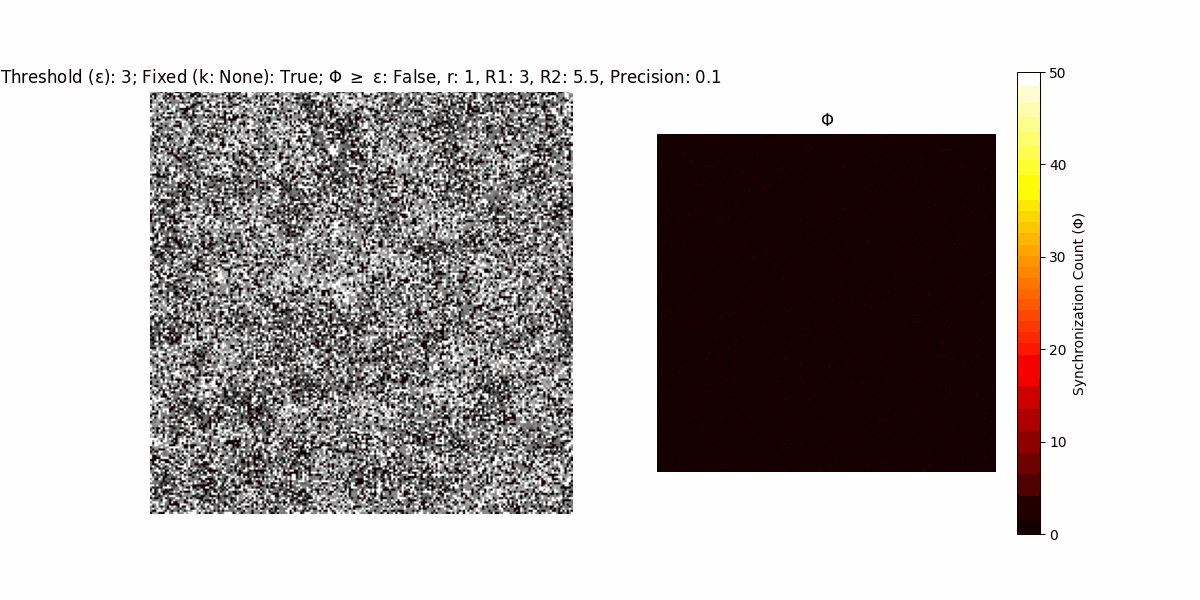 Threshold (ε): 3; Fixed (k: None): True; Φ ≥ ε: False, r: 1, R1: 3, R2: 5.5, Precision: 0.1
Φ
50
40
30
20
10
0
Synchronization Count (Φ)